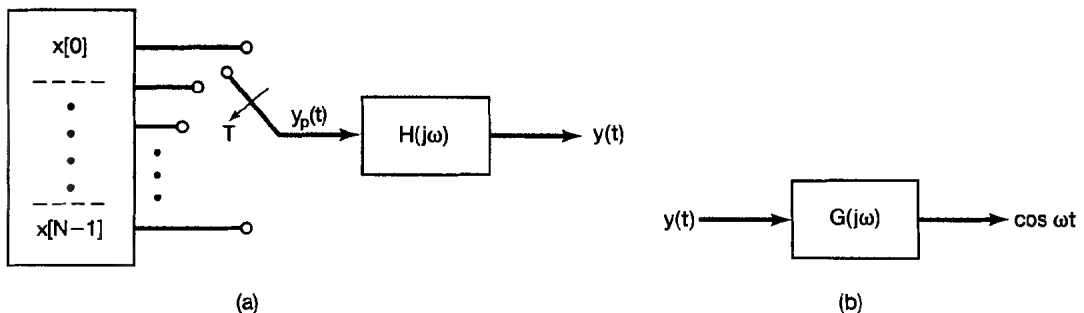 x[0]
T
y_p(t)
H(jω)
y(t)
x[N−1]
y(t)
G(jω)
cos ωt
(a)
(b)